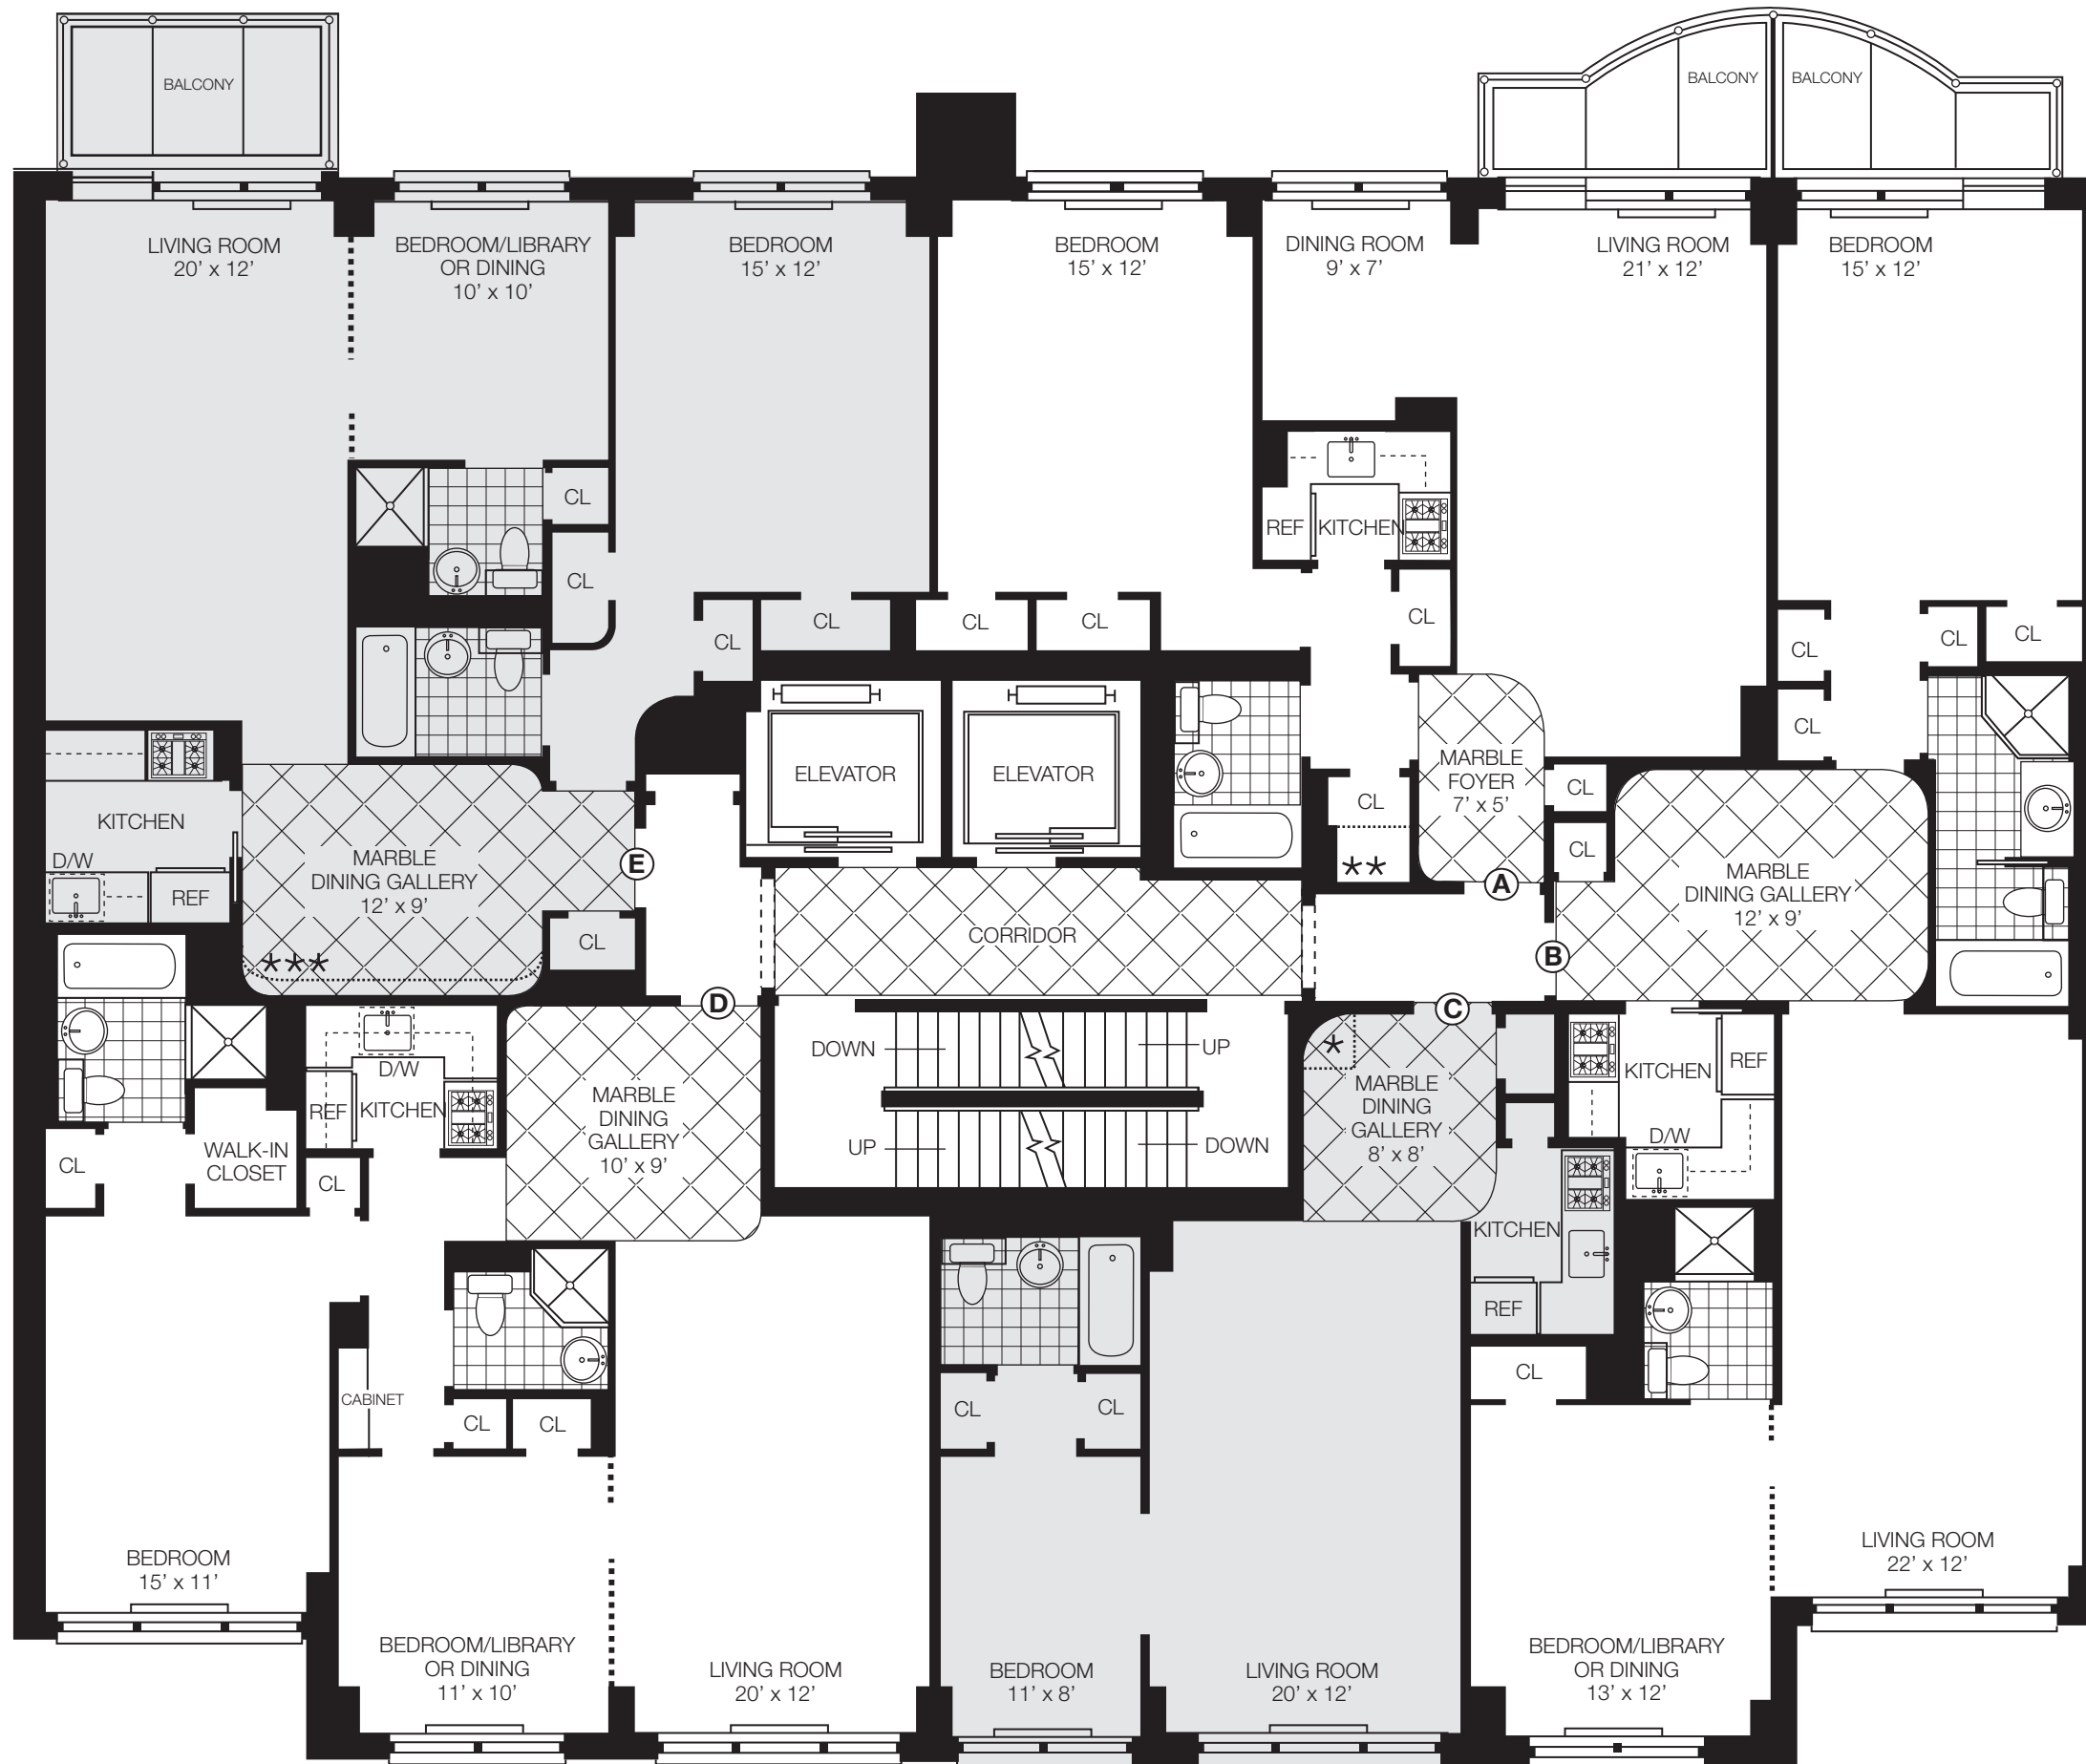 BALCONY
BALCONY
BALCONY
LIVING ROOM
20’ x 12’
BEDROOM/LIBRARY
OR DINING
10’ x 10’
BEDROOM
15’ x 12’
BEDROOM
15’ x 12’
DINING ROOM
9’ x 7’
LIVING ROOM
21’ x 12’
BEDROOM
15’ x 12’
CL
CL
CL
CL
CL
CL
REF
KITCHEN
CL
CL
CL
CL
CL
KITCHEN
D/W
REF
MARBLE
DINING GALLERY
12’ x 9’
***
E
CL
ELEVATOR
ELEVATOR
CL
**
MARBLE
FOYER
7’ x 5’
A
CL
CL
MARBLE
DINING GALLERY
12’ x 9’
B
CORRIDOR
D
C
DOWN
UP
UP
DOWN
D/W
REF
KITCHEN
MARBLE
DINING
GALLERY
10’ x 9’
WALK-IN
CLOSET
CL
CL
*
MARBLE
DINING
GALLERY
8’ x 8’
KITCHEN
REF
KITCHEN
REF
D/W
CL
CABINET
CL
CL
CL
CL
BEDROOM
15’ x 11’
BEDROOM/LIBRARY
OR DINING
11’ x 10’
LIVING ROOM
20’ x 12’
BEDROOM
11’ x 8’
LIVING ROOM
20’ x 12’
BEDROOM/LIBRARY
OR DINING
13’ x 12’
LIVING ROOM
22’ x 12’